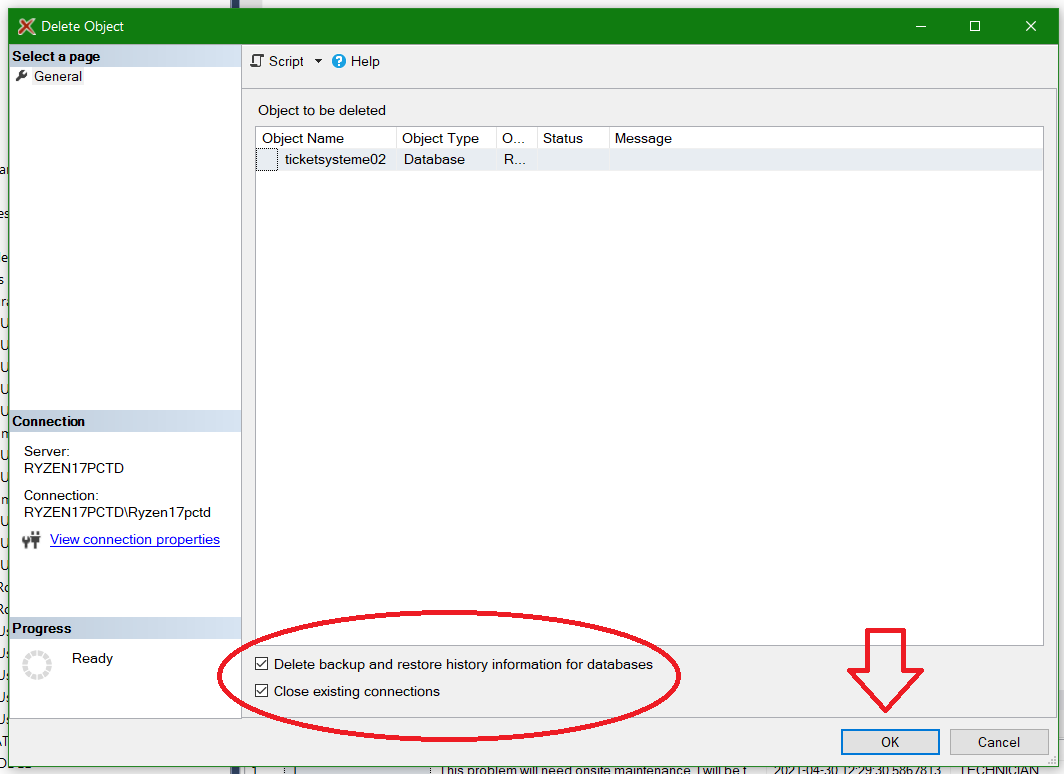 Delete Object
Select a page
General
Script
Help
Object to be deleted
Object Name Object Type O... Status Message
ticketsysteme02 Database R...
Connection
Server:
RYZEN17PCTD
Connection:
RYZEN17PCTD\Ryzen17pctd
View connection properties
Progress
Ready
Delete backup and restore history information for databases
Close existing connections
OK Cancel
This problem will need onsite maintenance. I will be f 2021-04-30 12:29:30.5867813 TECHNICIAN